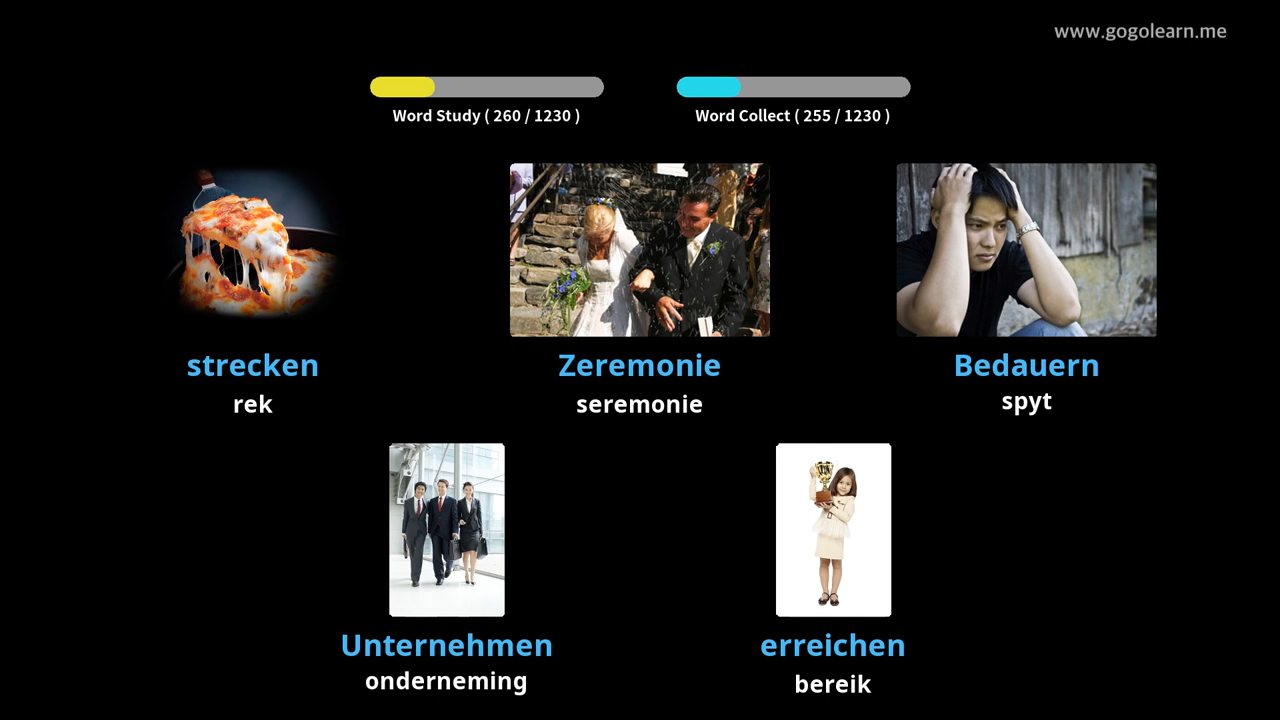 www.gogolearn.me
Word Study ( 260 / 1230 )
Word Collect ( 255 / 1230 )
strecken
rek
Zeremonie
seremonie
Bedauern
spyt
Unternehmen
onderneming
erreichen
bereik